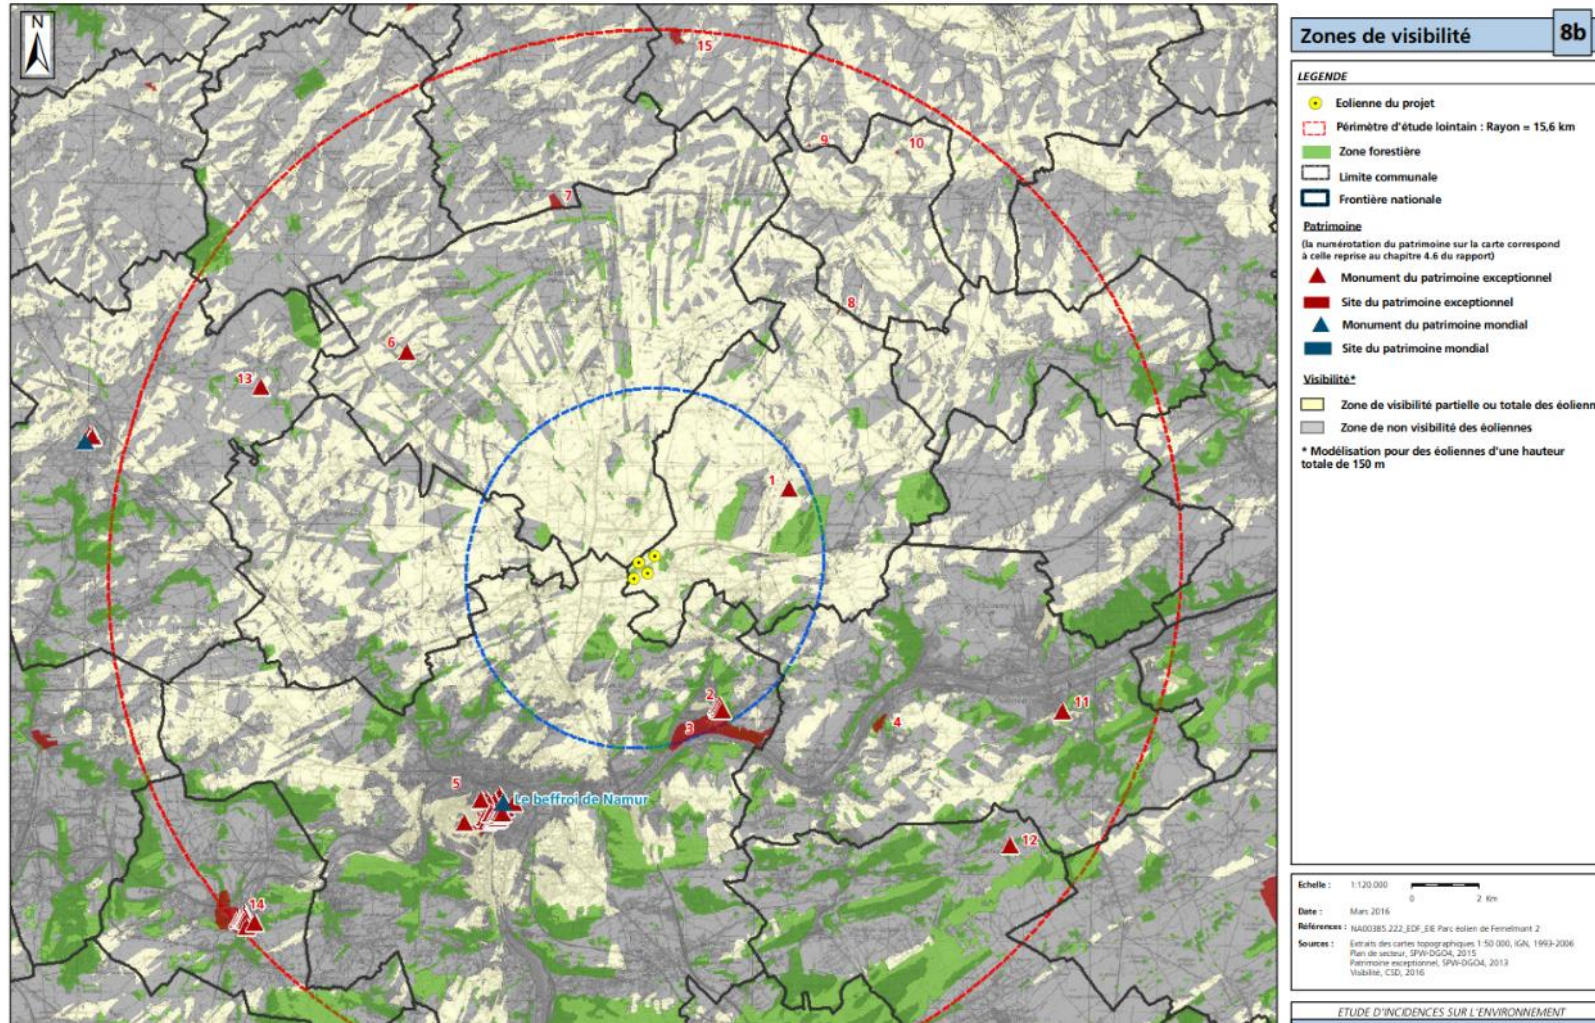 N
15
9
10
7
8
6
13
1
2
3
4
11
5
Le beffroi de Namur
12
14
Zones de visibilité
8b
LEGENDE
Eolienne du projet
Périmètre d'étude lointain : Rayon = 15,6 km
Zone forestière
Limite communale
Frontière nationale
Patrimoine
(la numérotation du patrimoine sur la carte correspond
à celle reprise au chapitre 4.6 du rapport)
Monument du patrimoine exceptionnel
Site du patrimoine exceptionnel
Monument du patrimoine mondial
Site du patrimoine mondial
Visibilité*
Zone de visibilité partielle ou totale des éolienn
Zone de non visibilité des éoliennes
* Modélisation pour des éoliennes d'une hauteur
totale de 150 m
Echelle : 1:120.000
0 2 Km
Date : Mars 2016
Références : NA00385.222_EDF_EIE Parc éolien de Fernelmont 2
Sources : Extraits des cartes topographiques 1:50 000, IGN, 1993-2006
Plan de secteur, SPW-DGO4, 2015
Patrimoine exceptionnel, SPW-DGO4, 2013
Visibilité, CSD, 2016
ETUDE D'INCIDENCES SUR L'ENVIRONNEMENT